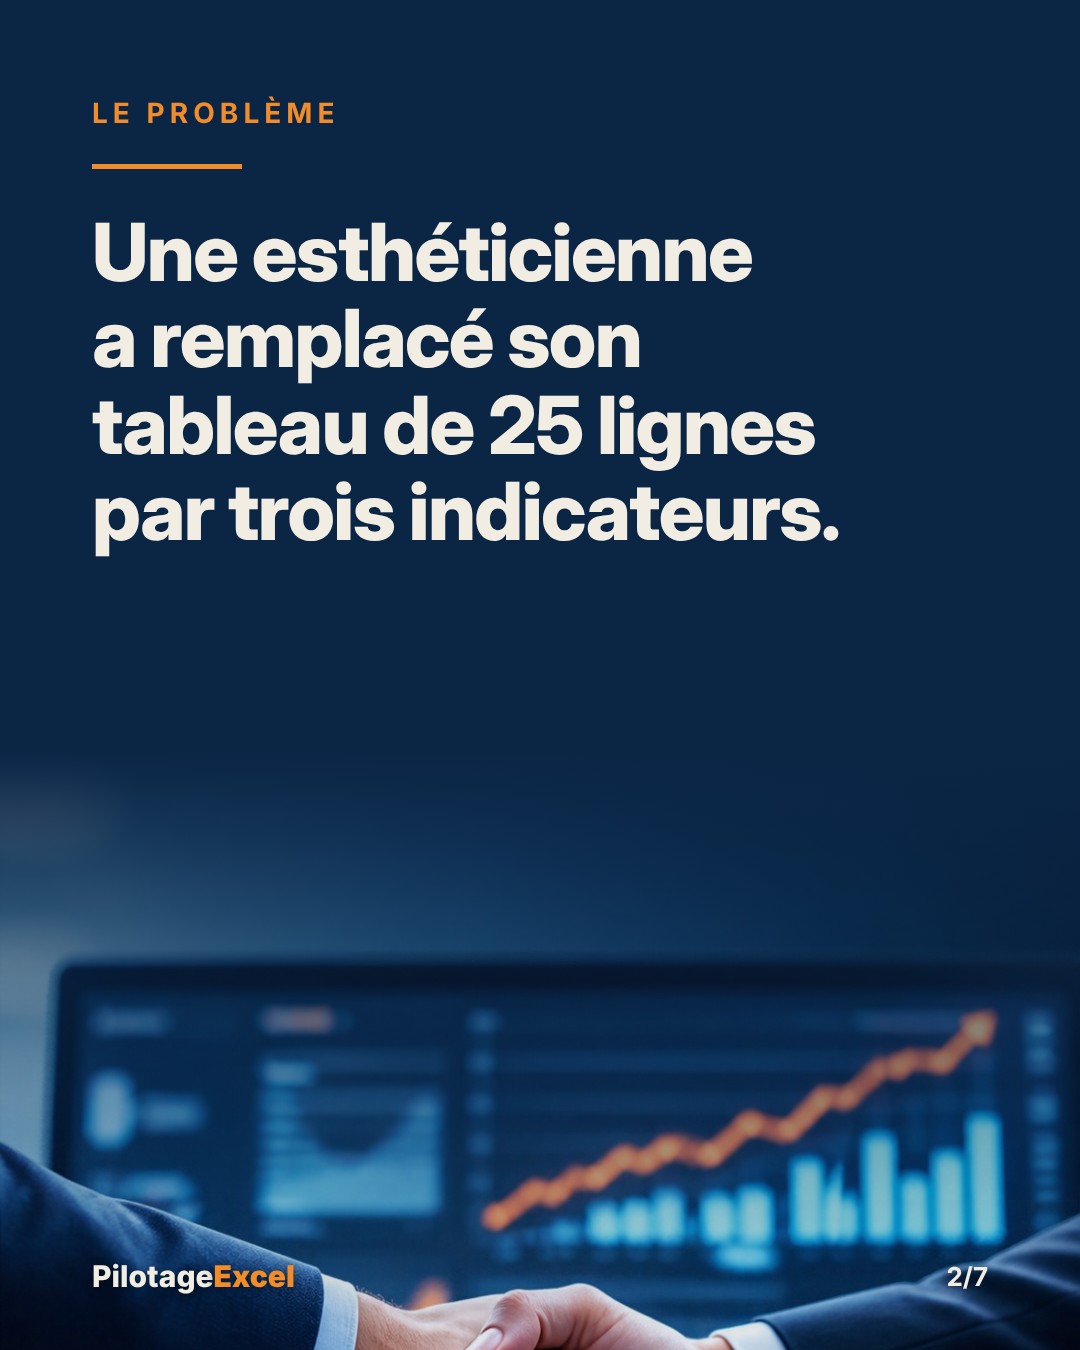 LE PROBLÈME
Une esthéticienne
a remplacé son
tableau de 25 lignes
par trois indicateurs.
PilotageExcel
2/7